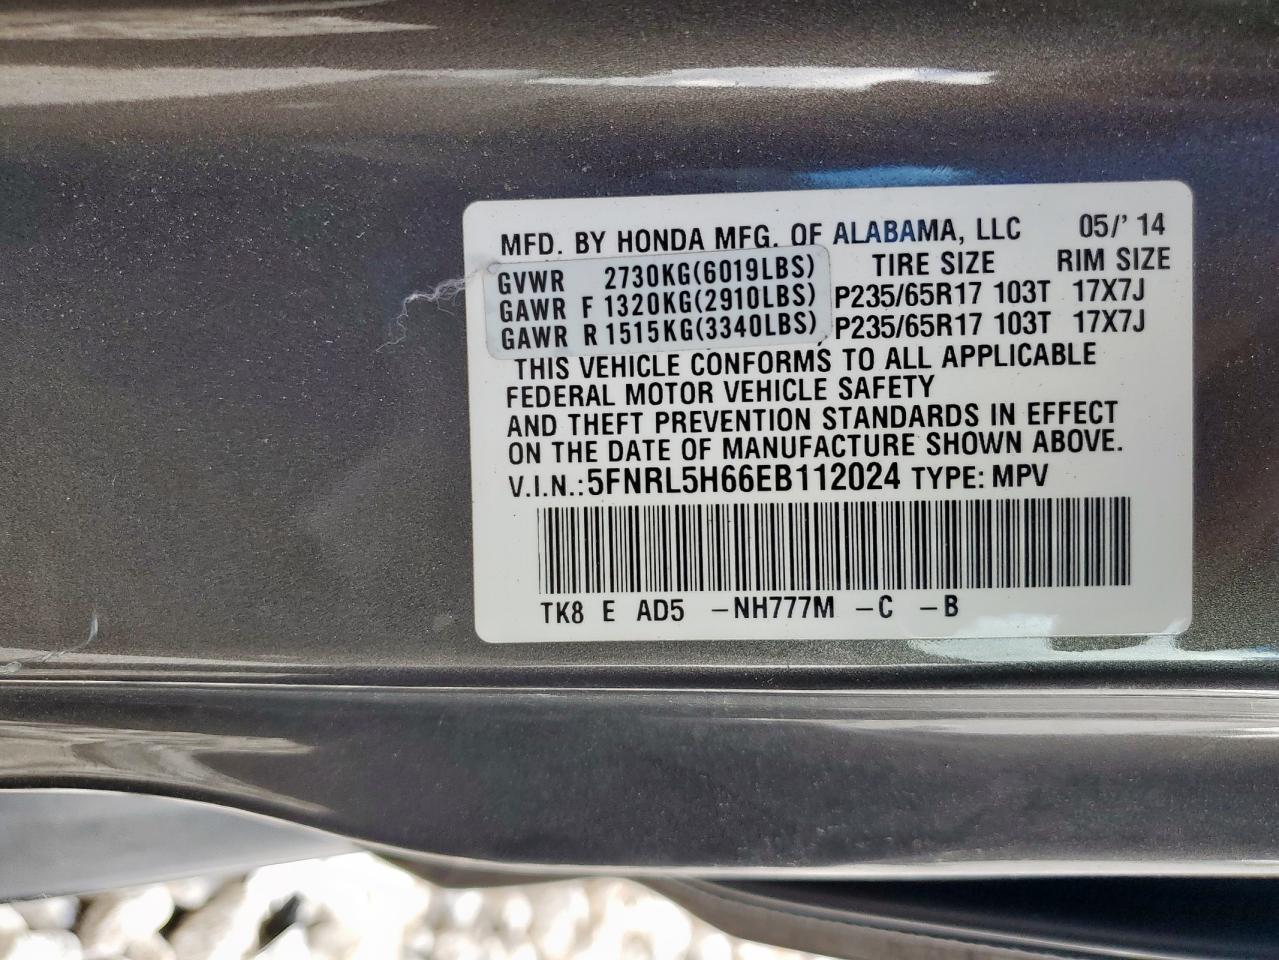 MFD. BY HONDA MFG. OF ALABAMA, LLC 05/' 14
GVWR 2730KG(6019LBS) TIRE SIZE RIM SIZE
GAWR F 1320KG(2910LBS) P235/65R17 103T 17X7J
GAWR R 1515KG(3340LBS) P235/65R17 103T 17X7J
THIS VEHICLE CONFORMS TO ALL APPLICABLE
FEDERAL MOTOR VEHICLE SAFETY
AND THEFT PREVENTION STANDARDS IN EFFECT
ON THE DATE OF MANUFACTURE SHOWN ABOVE.
V.I.N.: 5FNRL5H66EB112024 TYPE: MPV
TK8 E AD5 -NH777M -C -B